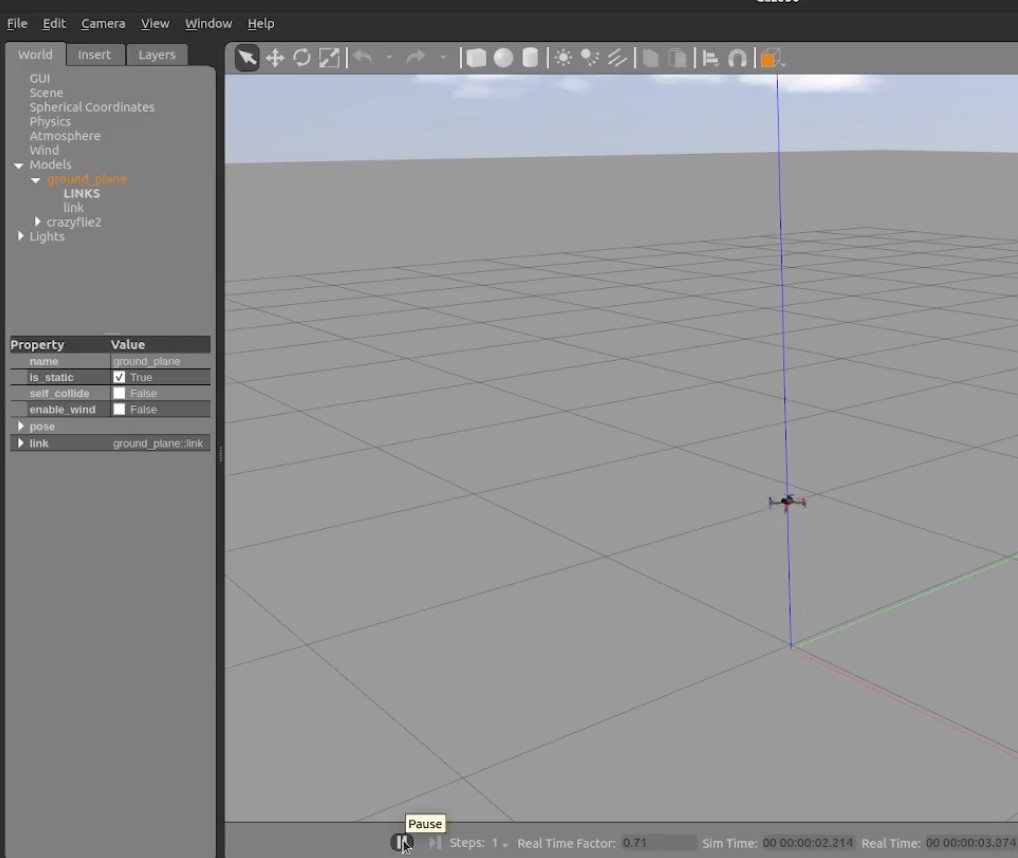 File Edit Camera View Window Help
World Insert Layers
GUI
Scene
Spherical Coordinates
Physics
Atmosphere
Wind
Models
ground_plane
LINKS
link
crazyflie2
Lights
Property Value
name ground_plane
is_static True
self_collide False
enable_wind False
pose
link ground_plane::link
Pause
Steps: 1 Real Time Factor: 0.71 Sim Time: 00 00:00:02.214 Real Time: 00 00:00:03.074